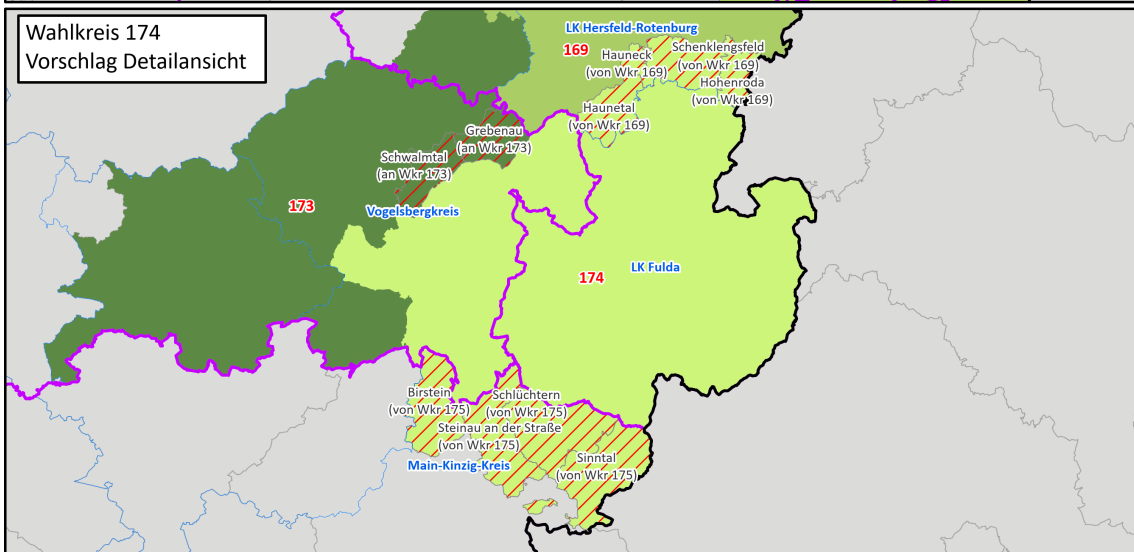 Wahlkreis 174
Vorschlag Detailansicht
LK Hersfeld-Rotenburg
169
Hauneck
(von Wkr 169)
Schenklengsfeld
(von Wkr 169)
Hohenroda
(von Wkr 169)
Haunetal
(von Wkr 169)
Grebenau
(an Wkr 173)
Schwalmtal
(an Wkr 173)
173
Vogelsbergkreis
174
LK Fulda
Birstein
(von Wkr 175)
Schlüchtern
(von Wkr 175)
Steinau an der Straße
(von Wkr 175)
Main-Kinzig-Kreis
Sinntal
(von Wkr 175)